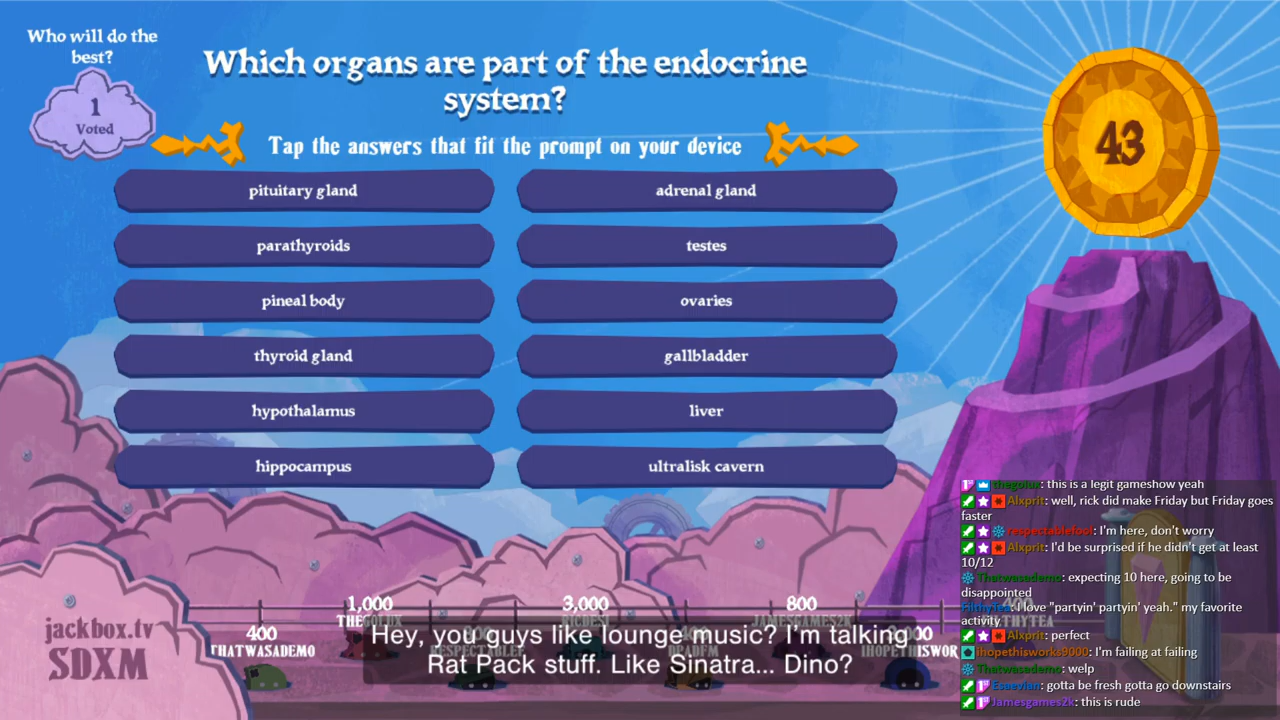 Who will do the
best?
1
Voted
Which organs are part of the endocrine
system?
Tap the answers that fit the prompt on your device
43
pituitary gland
adrenal gland
parathyroids
testes
pineal body
ovaries
thyroid gland
gallbladder
hypothalamus
liver
hippocampus
ultralisk cavern
thegolux: this is a legit gameshow yeah
Alxprit: well, rick did make Friday but Friday goes
faster
respectablefoot: I'm here, don't worry
Alxprit: I'd be surprised if he didn't get at least
10/12
Thatwasademo: expecting 10 here, going to be
disappointed
FilthyTea: I love "partyin' partyin' yeah." my favorite
activity
Alxprit: perfect
ihopethisworks9000: I'm failing at failing
Thatwasademo: welp
Esaevian: gotta be fresh gotta go downstairs
Jamesgames2k: this is rude
1,000
3,000
800
400
THATWASADEMO
JAMESGAMES2K
Hey, you guys like lounge music? I'm talking
Rat Pack stuff. Like Sinatra... Dino?
jackbox.tv
SDXM